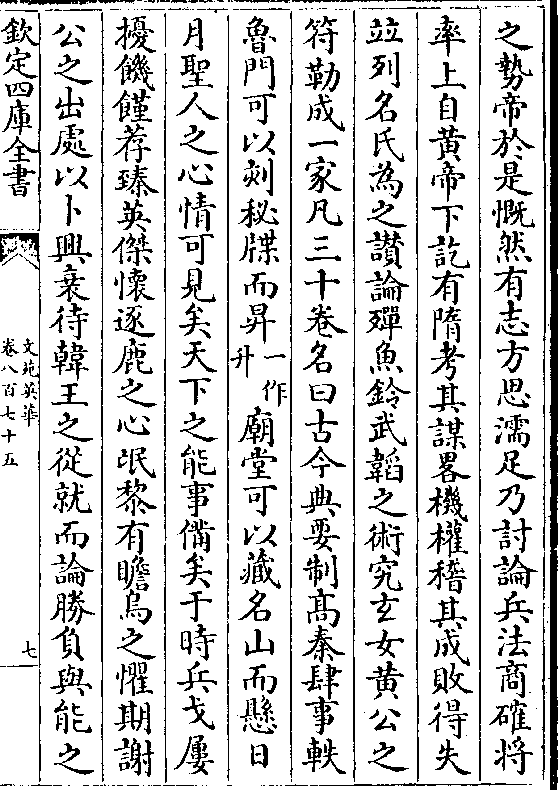 之勢帝於是慨然有志方思濡足乃討論兵法商確將
率上自黄帝下訖有隋考其謀畧機權稽其成敗得失
竝列名氏為之讃論殫魚鈐武韜之術究玄女黄公之
符勒成一家凡三十巻名曰古今典要制髙秦肆事軼
魯門可以刻秘牒而昇一作升廟堂可以藏名山而懸日
月聖人之心情可見矣天下之能事備矣于時兵戈屢
擾饑饉荐臻英傑懷逐鹿之心氓黎有瞻烏之懼期謝
公之出處以卜興衰待韓王之從就而論勝負與能之
欽定四庫全書
文苑英華
卷八百七十五
七